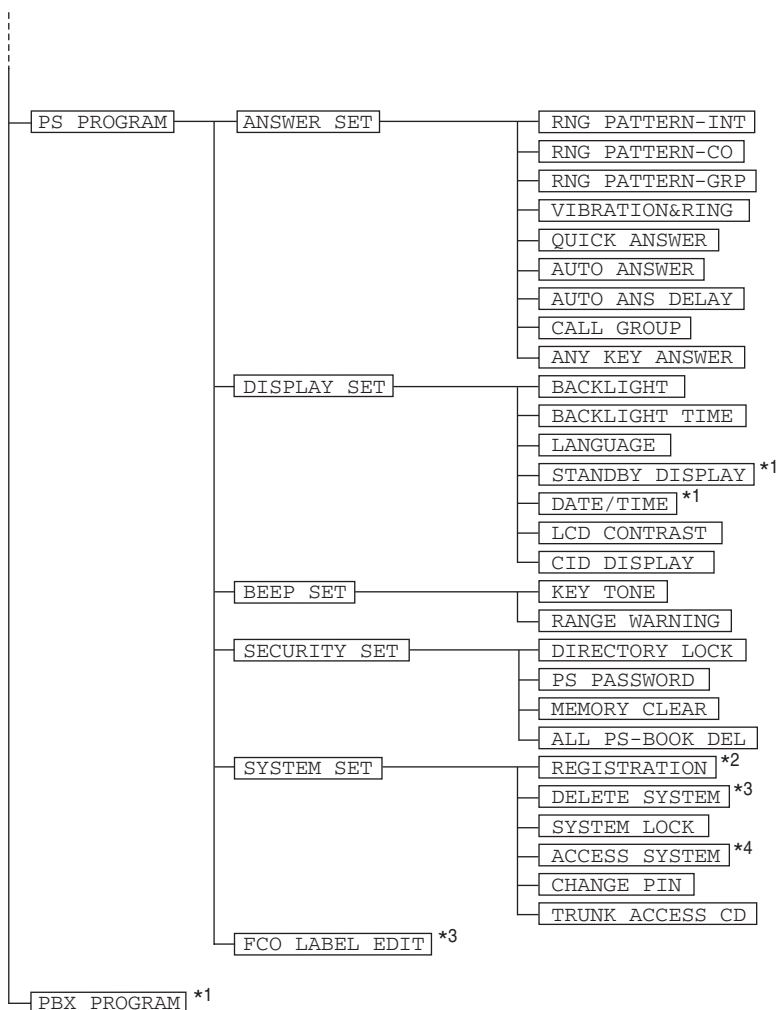 PS PROGRAM ANSWER SET RNG PATTERN-INT
RNG PATTERN-CO
RNG PATTERN-GRP
VIBRATION&RING
QUICK ANSWER
AUTO ANSWER
AUTO ANS DELAY
CALL GROUP
ANY KEY ANSWER
DISPLAY SET BACKLIGHT
BACKLIGHT TIME
LANGUAGE
STANDBY DISPLAY *1
DATE/TIME *1
LCD CONTRAST
CID DISPLAY
BEEP SET KEY TONE
RANGE WARNING
SECURITY SET DIRECTORY LOCK
PS PASSWORD
MEMORY CLEAR
ALL PS-BOOK DEL
SYSTEM SET REGISTRATION *2
DELETE SYSTEM *3
SYSTEM LOCK
ACCESS SYSTEM *4
CHANGE PIN
TRUNK ACCESS CD
FCO LABEL EDIT *3
PBX PROGRAM *1